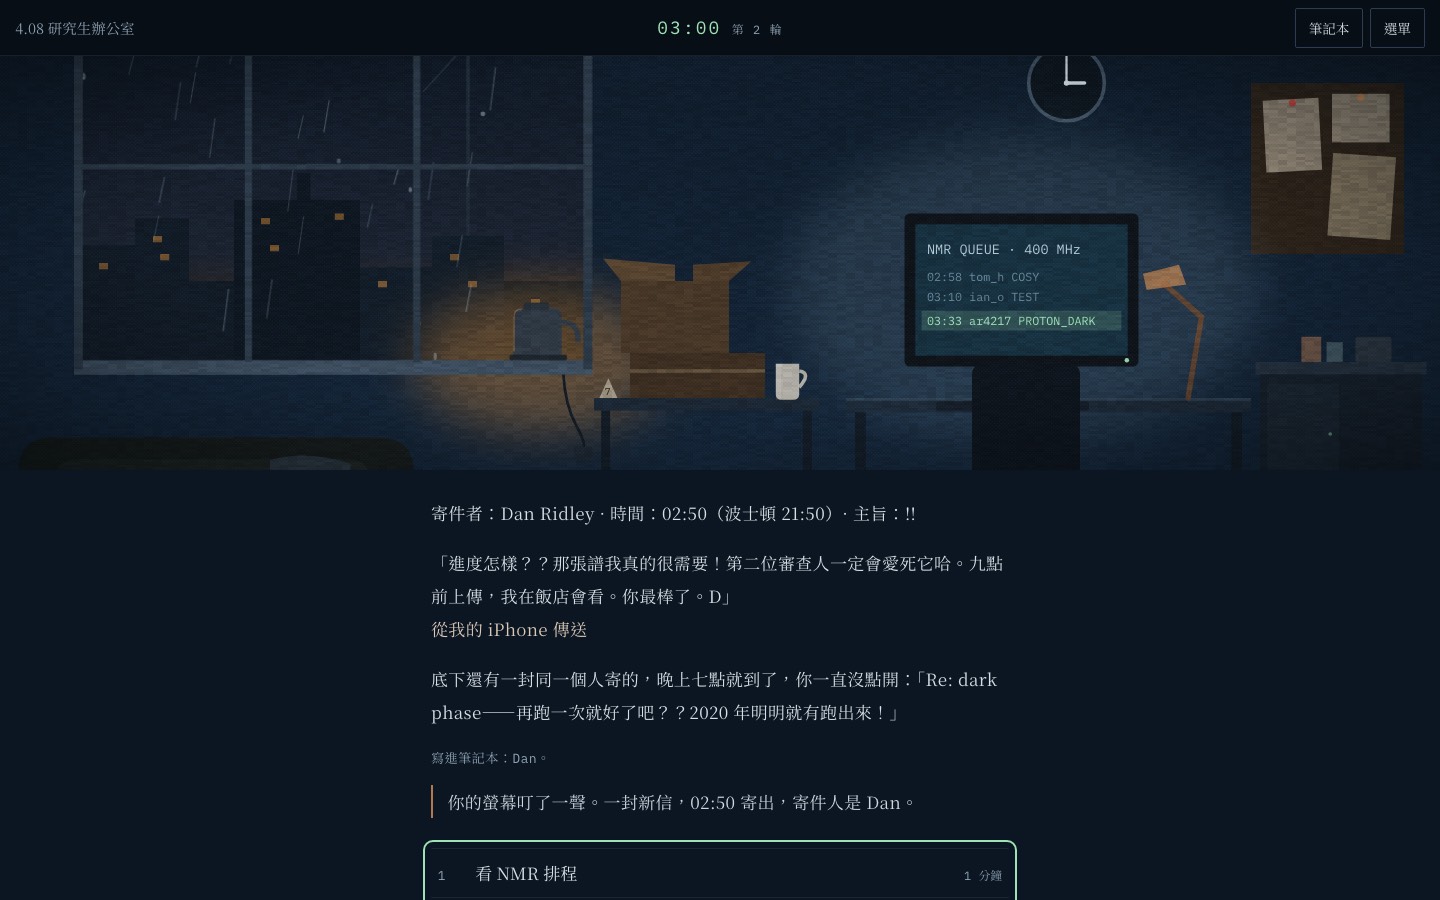 4.08 研究生辦公室
03:00 第 2 輪
筆記本
選單
NMR QUEUE · 400 MHz
02:58 tom_h COSY
03:10 ian_o TEST
03:33 ar4217 PROTON_DARK
7
寄件者：Dan Ridley · 時間：02:50（波士頓 21:50）· 主旨：!!
「進度怎樣？？那張譜我真的很需要！第二位審查人一定會愛死它哈。九點
前上傳，我在飯店會看。你最棒了。D」
從我的 iPhone 傳送
底下還有一封同一個人寄的，晚上七點就到了，你一直沒點開：「Re: dark
phase——再跑一次就好了吧？？2020 年明明就有跑出來！」
寫進筆記本：Dan。
你的螢幕叮了一聲。一封新信，02:50 寄出，寄件人是 Dan。
1 看 NMR 排程 1 分鐘